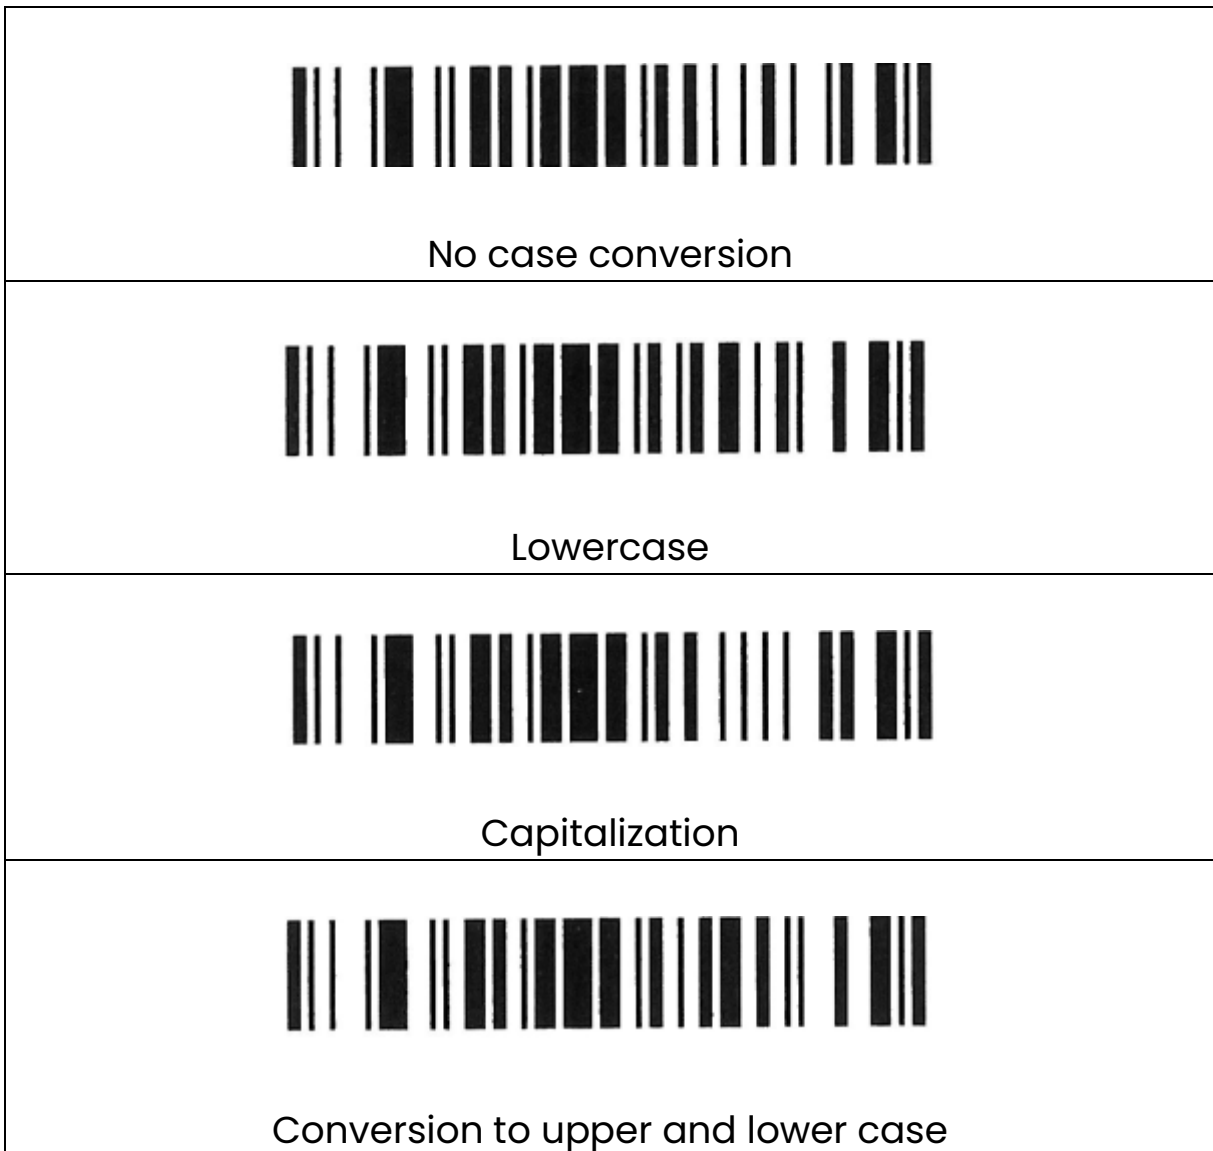 No case conversion
Lowercase
Capitalization
Conversion to upper and lower case